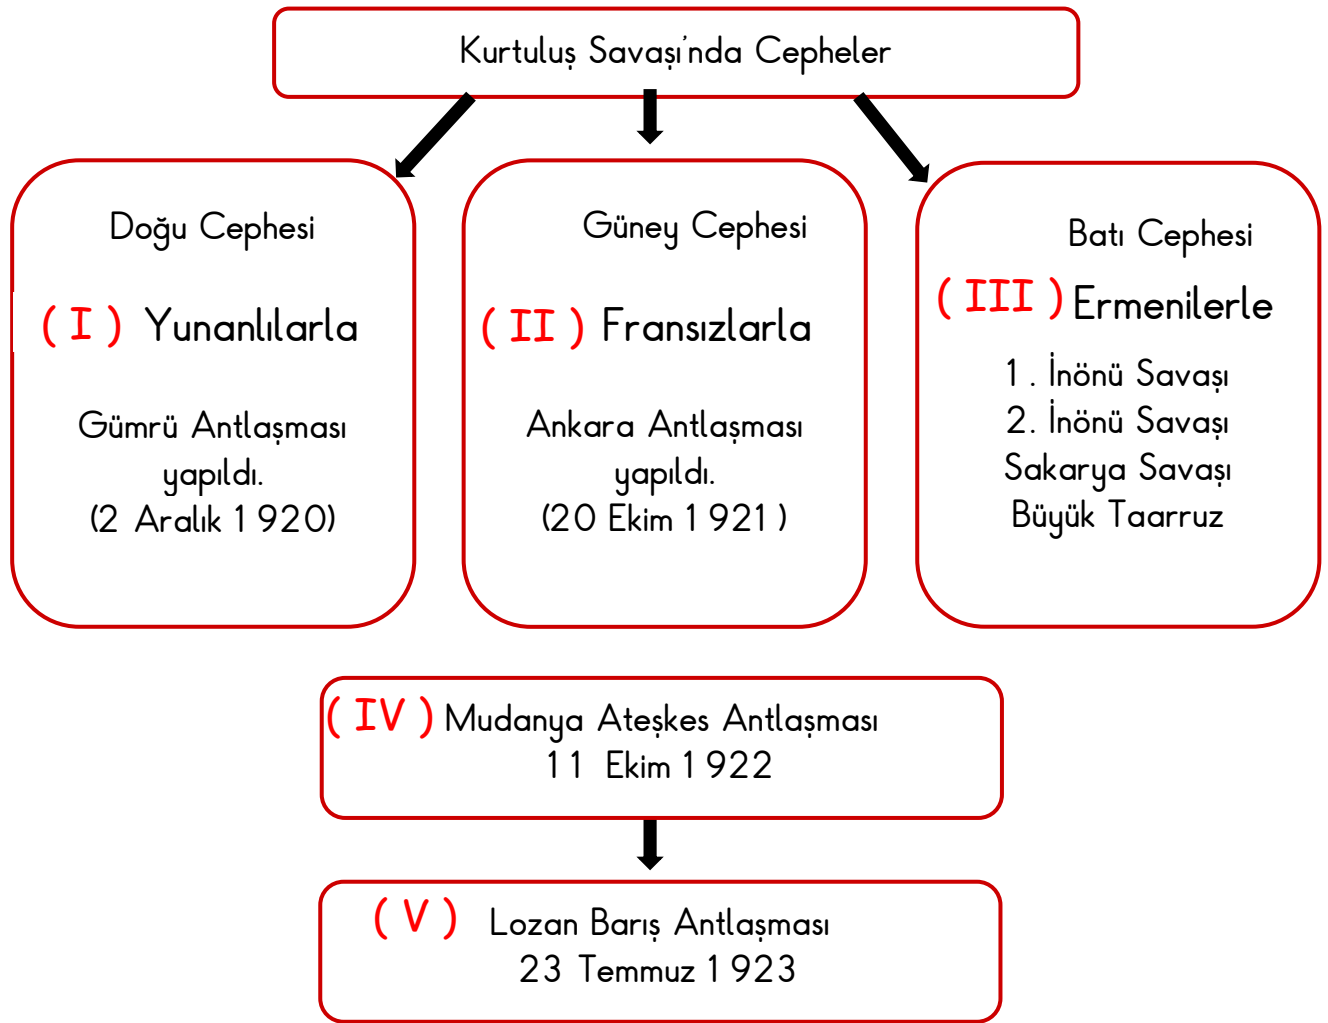 Kurtuluş Savaşı'nda Cepheler
Doğu Cephesi
( I ) Yunanlılarla
Gümrü Antlaşması
yapıldı.
(2 Aralık 1920)
Güney Cephesi
( II ) Fransızlarla
Ankara Antlaşması
yapıldı.
(20 Ekim 1921)
Batı Cephesi
( III ) Ermenilerle
1. İnönü Savaşı
2. İnönü Savaşı
Sakarya Savaşı
Büyük Taarruz
( IV ) Mudanya Ateşkes Antlaşması
11 Ekim 1922
( V ) Lozan Barış Antlaşması
23 Temmuz 1923